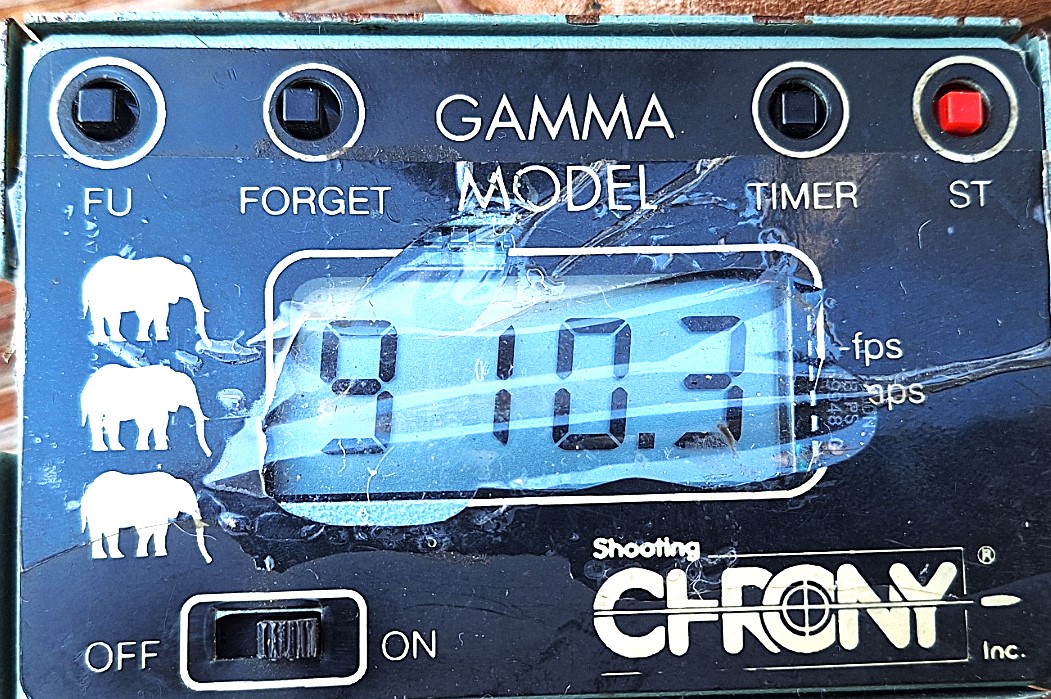 GAMMA
MODEL
FU FORGET TIMER ST
910.3
fps
Shooting
CHRONY ®
Inc.
OFF ON